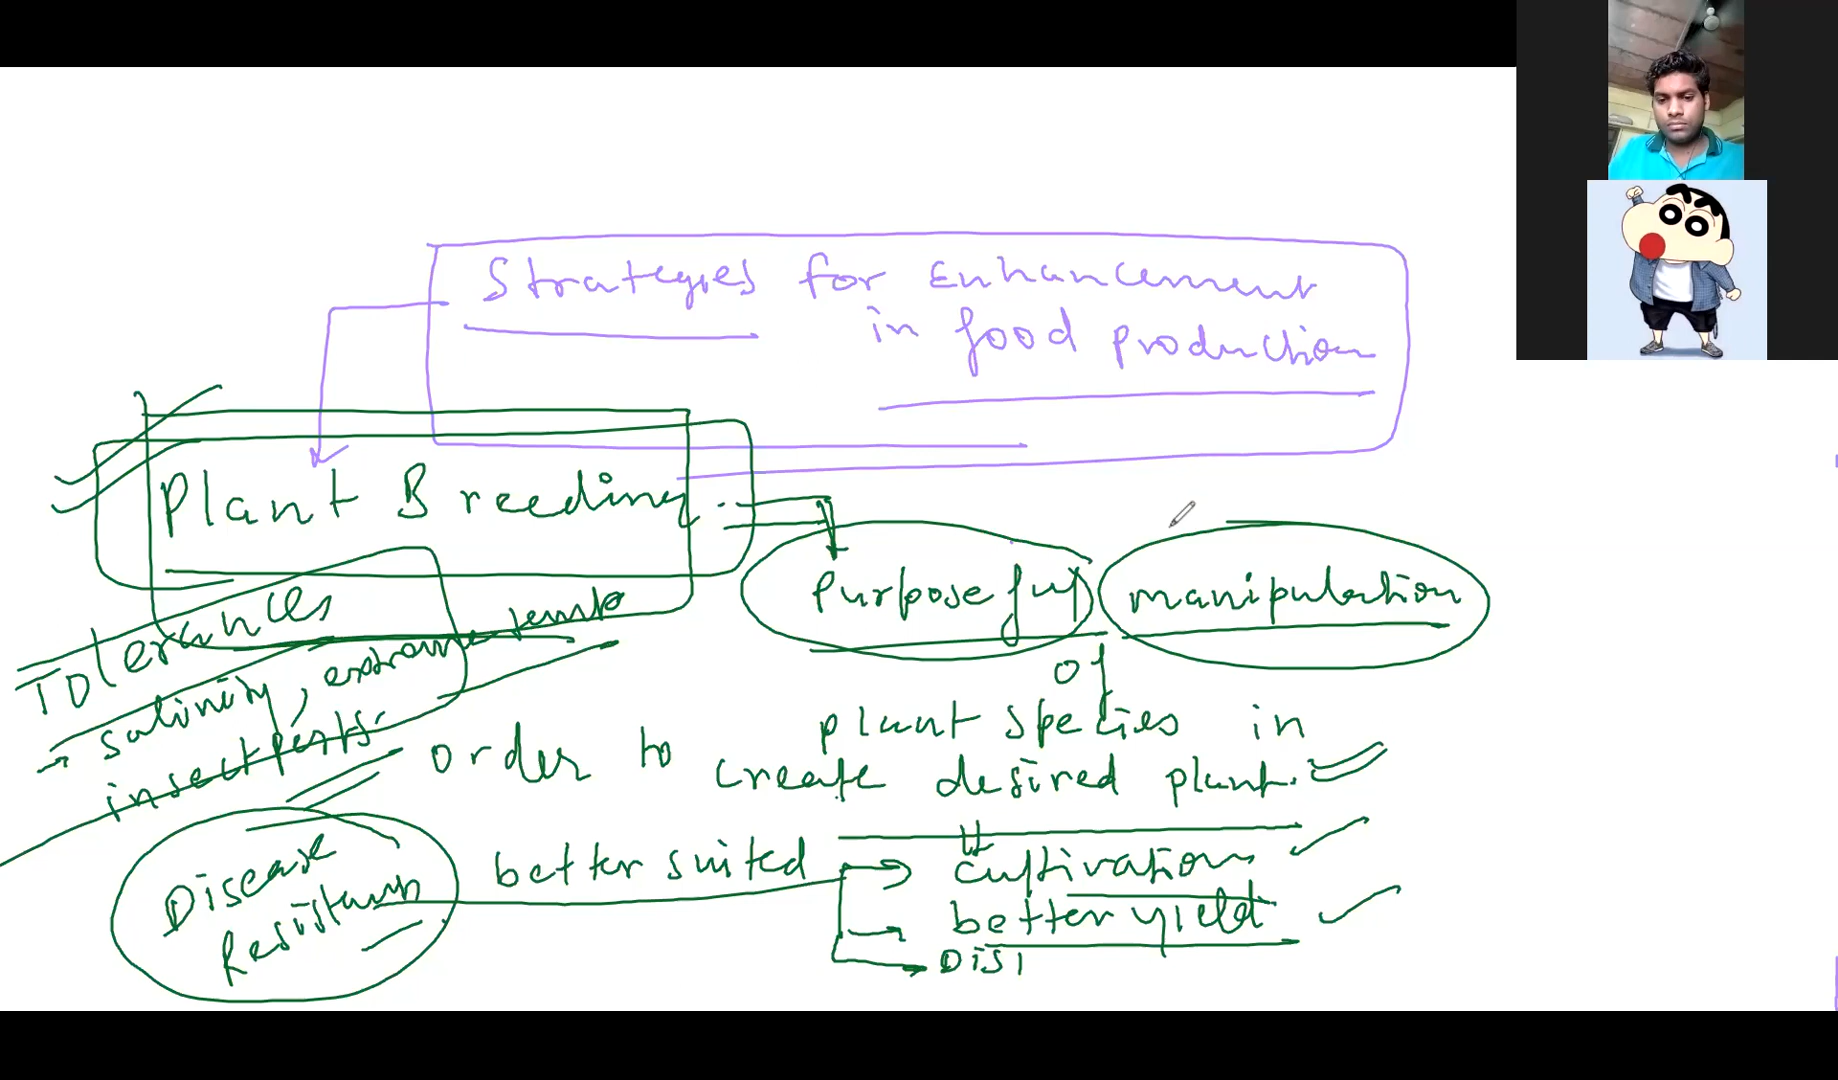 Strategies for Enhancement
in food production
Plant Breeding
Purposeful manipulation
of
plant species in
order to create desired plant.
Tolerances
salinity, extreme
insect pests
better suited
cultivation
better yield
Disease
Resistance
DiSI